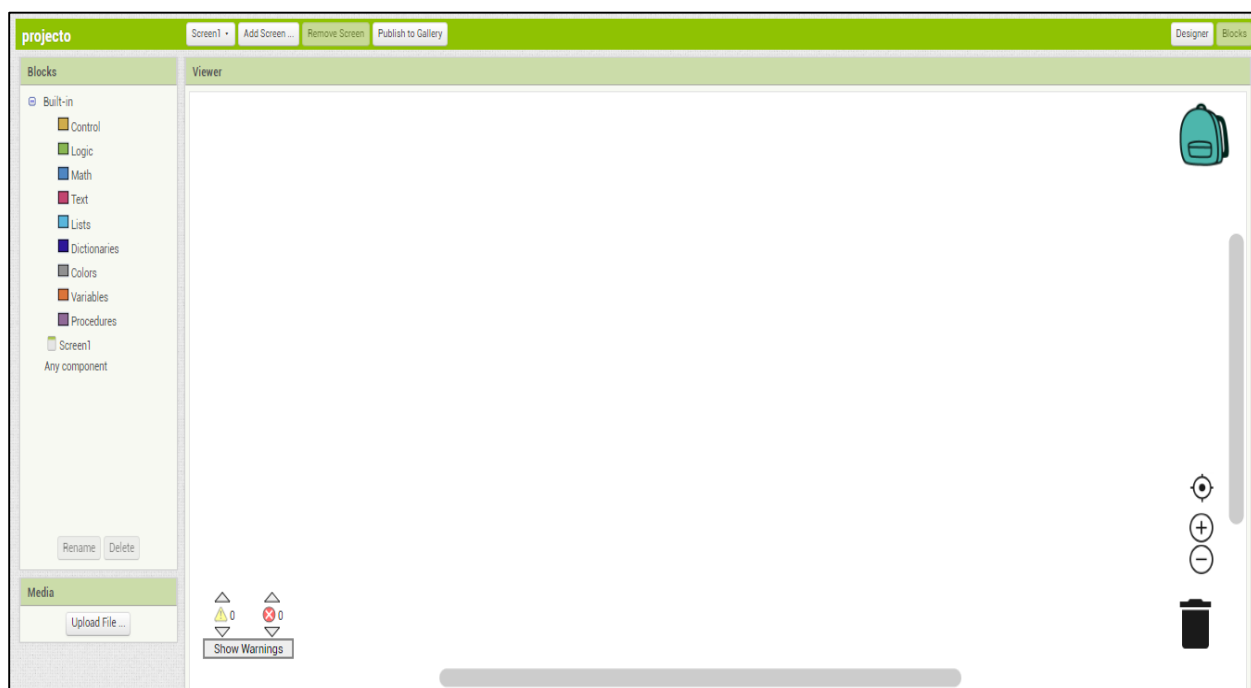 projecto
Screen1
Add Screen ...
Remove Screen
Publish to Gallery
Designer
Blocks
Blocks
Viewer
Built-in
Control
Logic
Math
Text
Lists
Dictionaries
Colors
Variables
Procedures
Screen1
Any component
Rename
Delete
Media
Upload File ...
0
0
Show Warnings